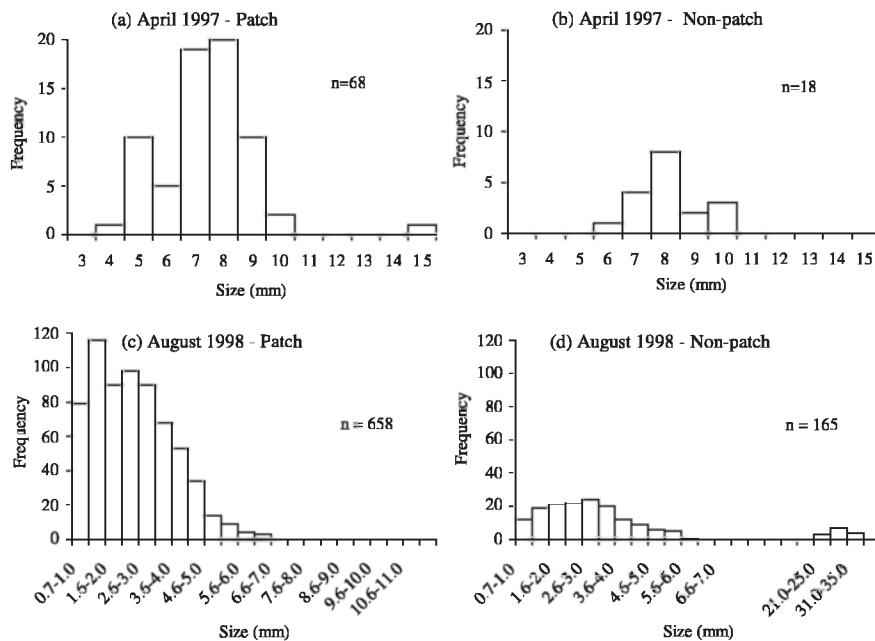 (a) April 1997 - Patch
20
15
10
5
0
Frequency
n=68
3 4 5 6 7 8 9 10 11 12 13 14 15
Size (mm)
(b) April 1997 - Non-patch
20
15
10
5
0
Frequency
n=18
3 4 5 6 7 8 9 10 11 12 13 14 15
Size (mm)
(c) August 1998 - Patch
120
100
80
60
40
20
0
Frequency
n = 658
0.7-1.0 1.6-2.0 2.6-3.0 3.6-4.0 4.6-5.0 5.6-6.0 6.6-7.0 7.6-8.0 8.6-9.0 9.6-10.0 10.6-11.0
Size (mm)
(d) August 1998 - Non-patch
120
100
80
60
40
20
0
Frequency
n = 165
0.7-1.0 1.6-2.0 2.6-3.0 3.6-4.0 4.6-5.0 5.6-6.0 6.6-7.0 21.0-25.0 31.0-35.0
Size (mm)